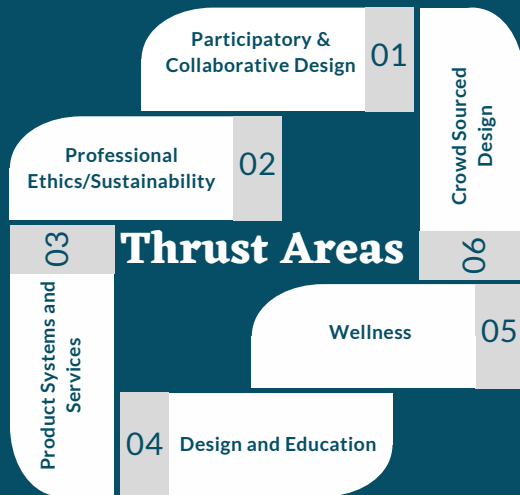 Participatory &
Collaborative Design
01
Professional
Ethics/Sustainability
02
Thrust Areas
03
Product Systems and
Services
04
Design and Education
Wellness
05
Crowd Sourced
Design
06